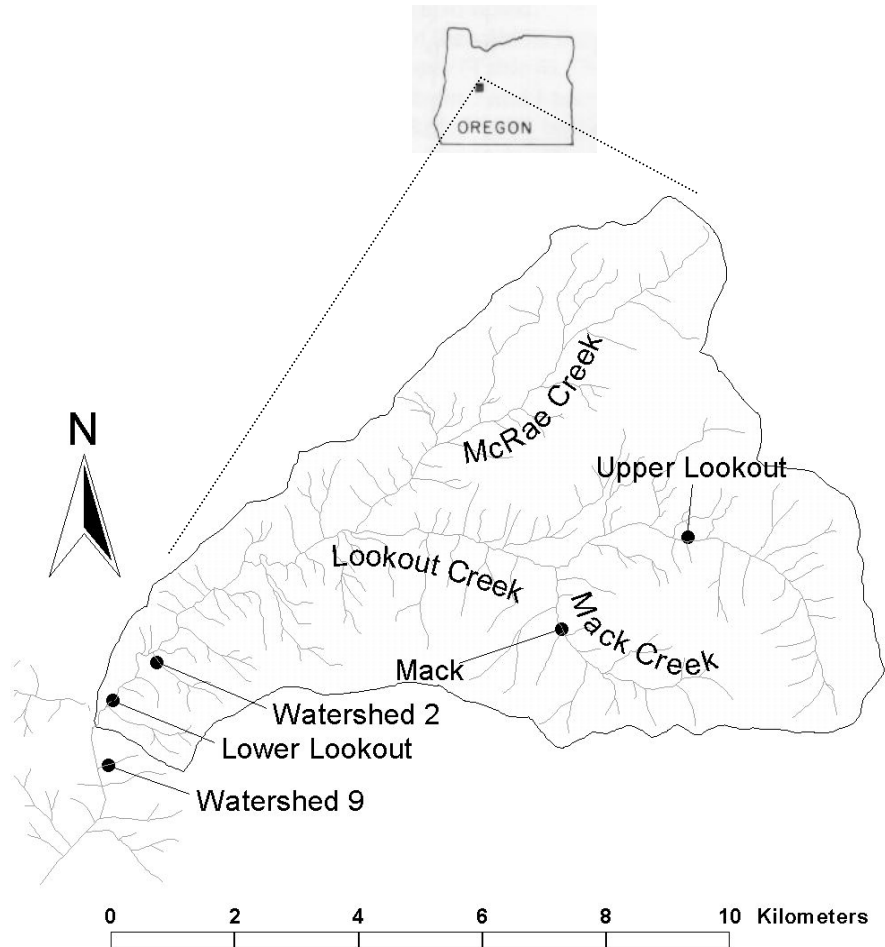 OREGON
McRae Creek
N
Upper Lookout
Lookout Creek
Mack Creek
Mack
Watershed 2
Lower Lookout
Watershed 9
0 2 4 6 8 10 Kilometers